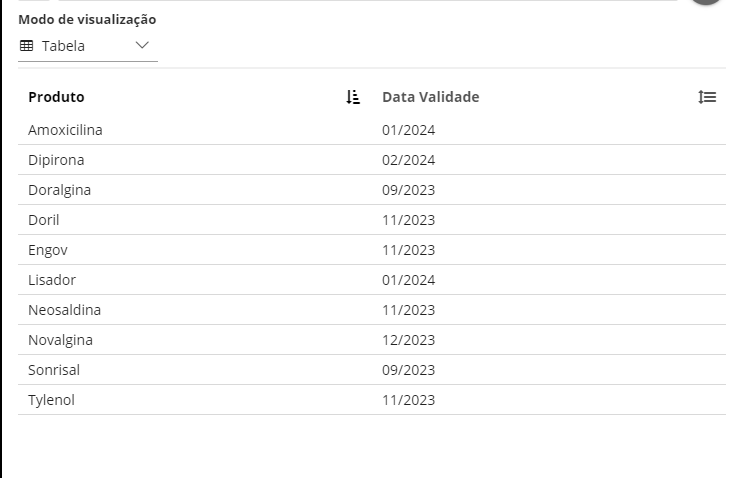 Modo de visualização
Tabela
Produto Data Validade
Amoxicilina 01/2024
Dipirona 02/2024
Doralgina 09/2023
Doril 11/2023
Engov 11/2023
Lisador 01/2024
Neosaldina 11/2023
Novalgina 12/2023
Sonrisal 09/2023
Tylenol 11/2023